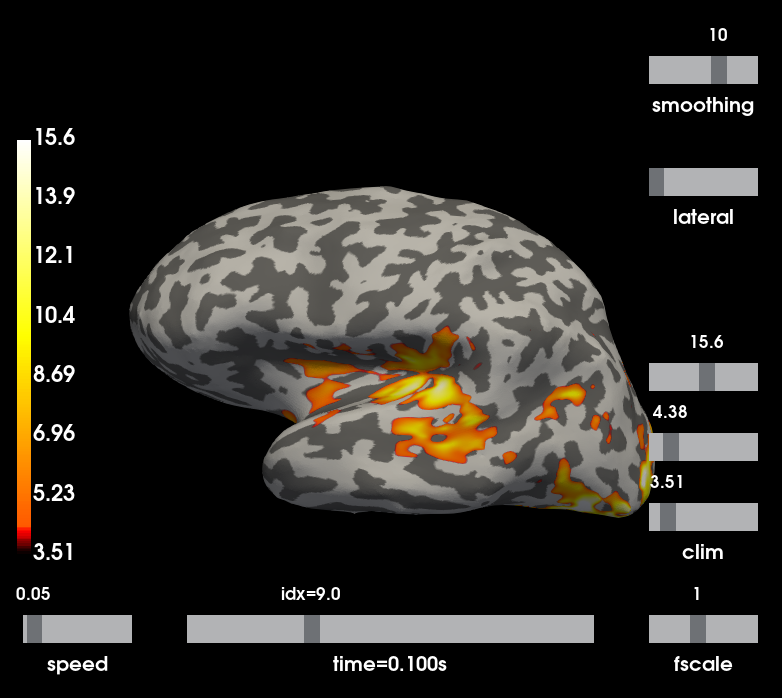 10
smoothing
lateral
15.6
13.9
12.1
10.4
8.69
6.96
5.23
3.51
15.6
4.38
3.51
clim
0.05
speed
idx=9.0
time=0.100s
1
fscale